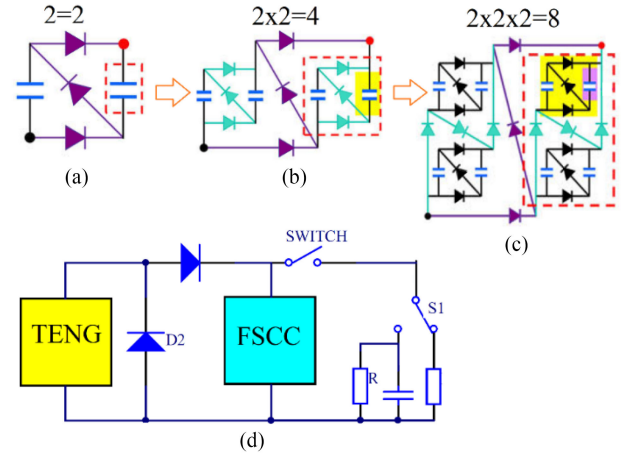 2=2
2x2=4
2x2x2=8
(a)
(b)
(c)
SWITCH
S1
TENG
D2
FSCC
R
(d)